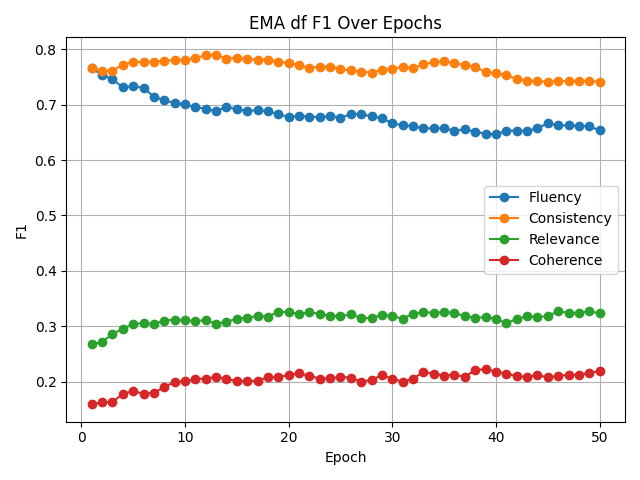 EMA df F1 Over Epochs
F1
0.8
0.7
0.6
0.5
0.4
0.3
0.2
Fluency
Consistency
Relevance
Coherence
0 10 20 30 40 50
Epoch